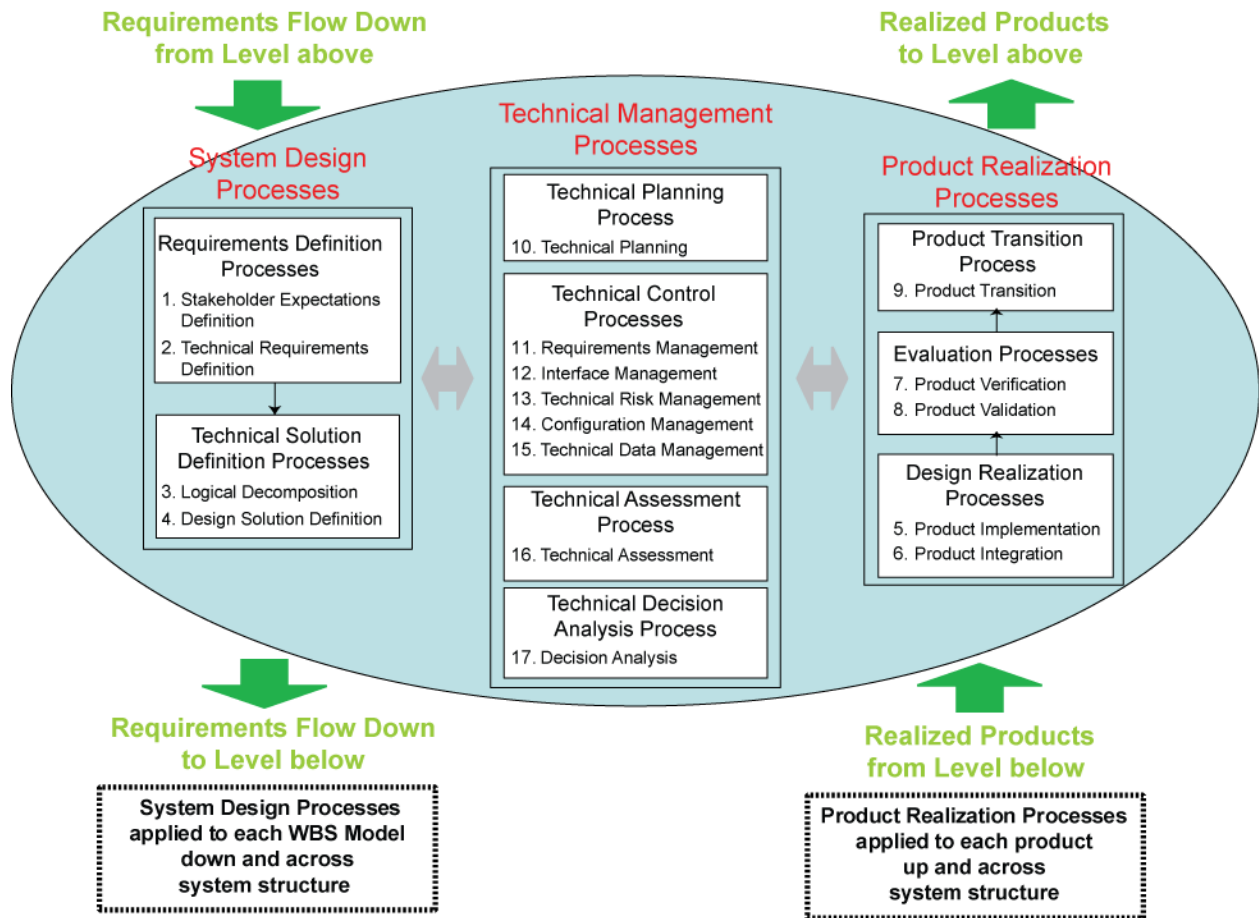 Requirements Flow Down
from Level above
Realized Products
to Level above
System Design
Processes
Requirements Definition
Processes
1. Stakeholder Expectations
Definition
2. Technical Requirements
Definition
Technical Solution
Definition Processes
3. Logical Decomposition
4. Design Solution Definition
Technical Management
Processes
Technical Planning
Process
10. Technical Planning
Technical Control
Processes
11. Requirements Management
12. Interface Management
13. Technical Risk Management
14. Configuration Management
15. Technical Data Management
Technical Assessment
Process
16. Technical Assessment
Technical Decision
Analysis Process
17. Decision Analysis
Product Realization
Processes
Product Transition
Process
9. Product Transition
Evaluation Processes
7. Product Verification
8. Product Validation
Design Realization
Processes
5. Product Implementation
6. Product Integration
Requirements Flow Down
to Level below
System Design Processes
applied to each WBS Model
down and across
system structure
Realized Products
from Level below
Product Realization Processes
applied to each product
up and across
system structure